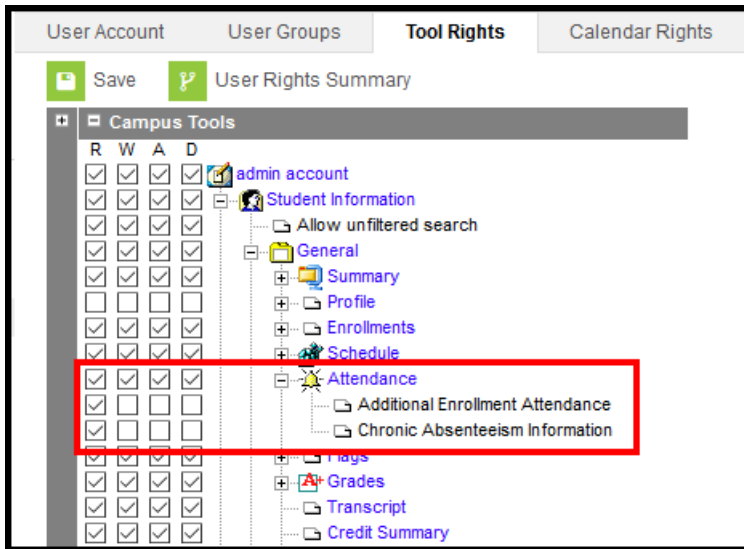 User Account User Groups Tool Rights Calendar Rights
Save User Rights Summary
Campus Tools
R W A D
admin account
Student Information
Allow unfiltered search
General
Summary
Profile
Enrollments
Schedule
Attendance
Additional Enrollment Attendance
Chronic Absenteeism Information
Flags
A+ Grades
Transcript
Credit Summary